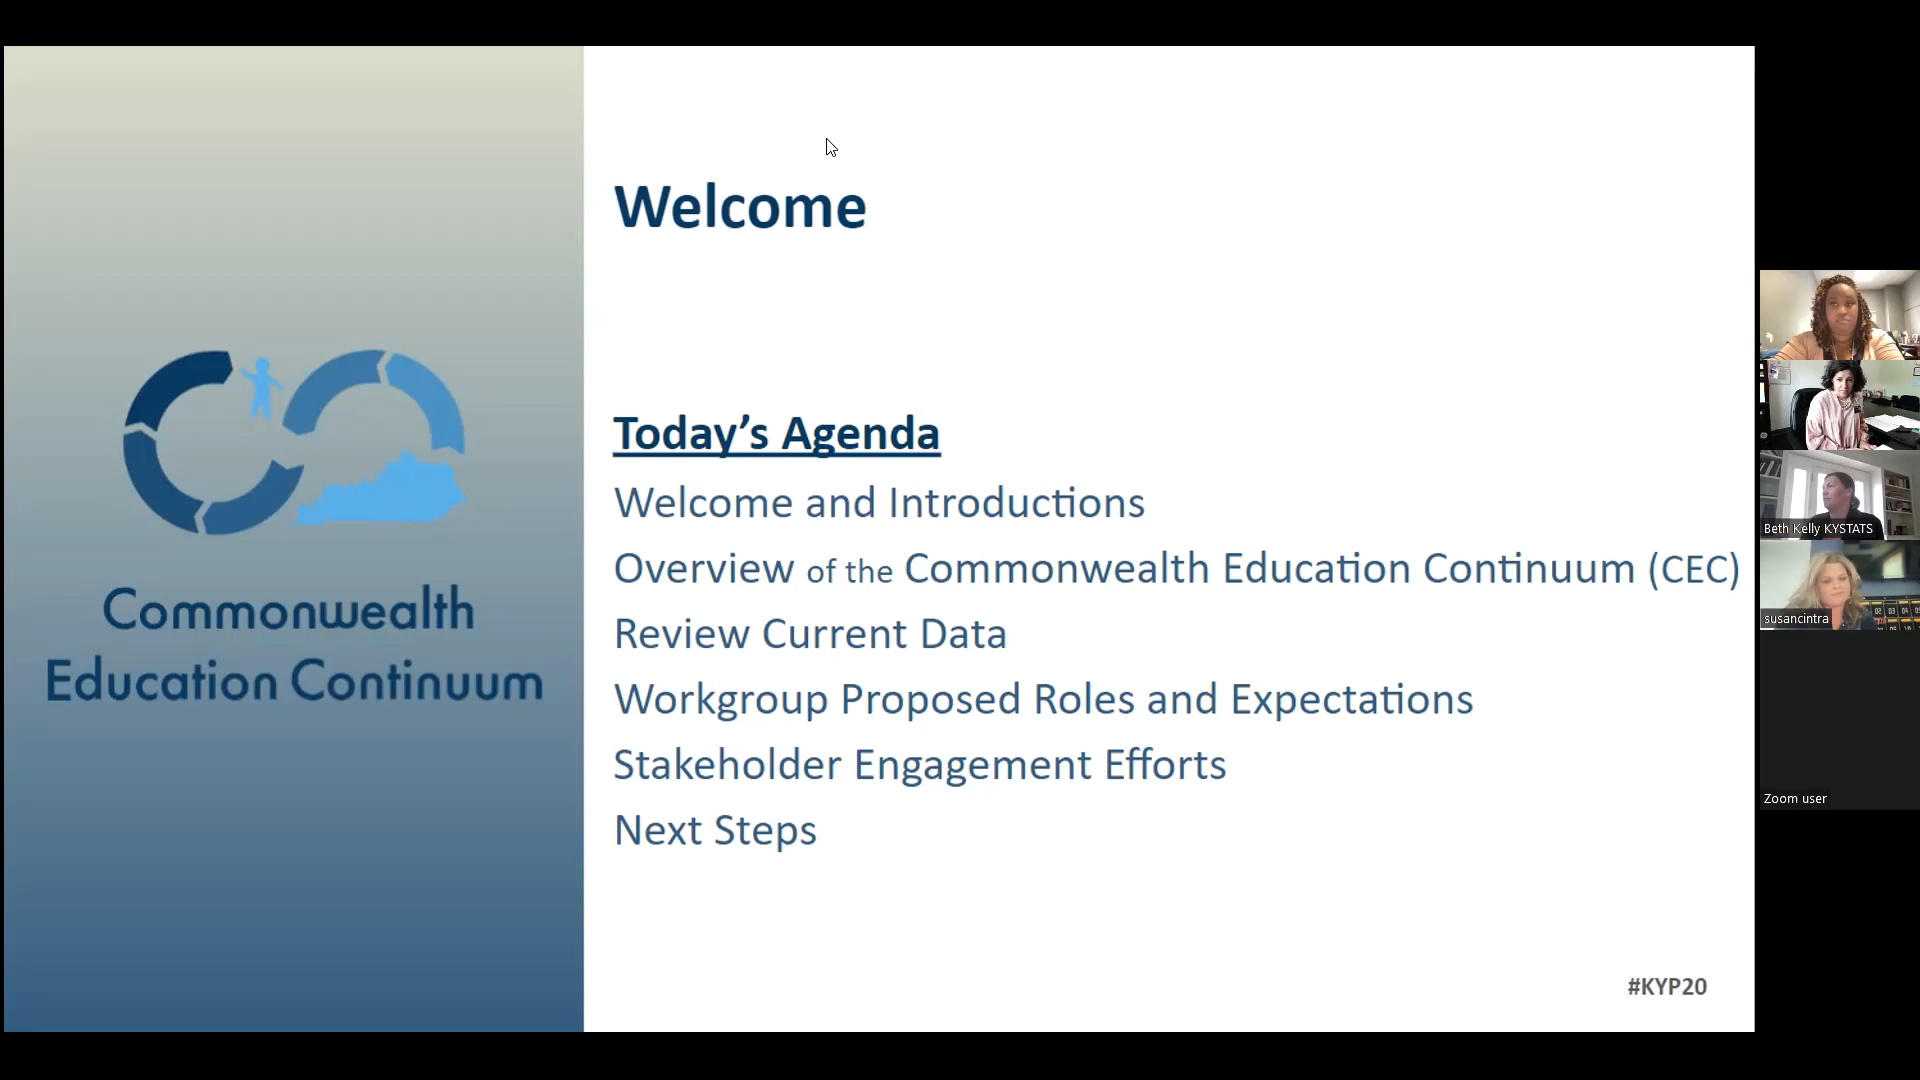 Commonwealth
Education Continuum
Welcome
Today's Agenda
Welcome and Introductions
Overview of the Commonwealth Education Continuum (CEC)
Review Current Data
Workgroup Proposed Roles and Expectations
Stakeholder Engagement Efforts
Next Steps
#KYP20
Beth Kelly KYSTATS
susancintra
Zoom user